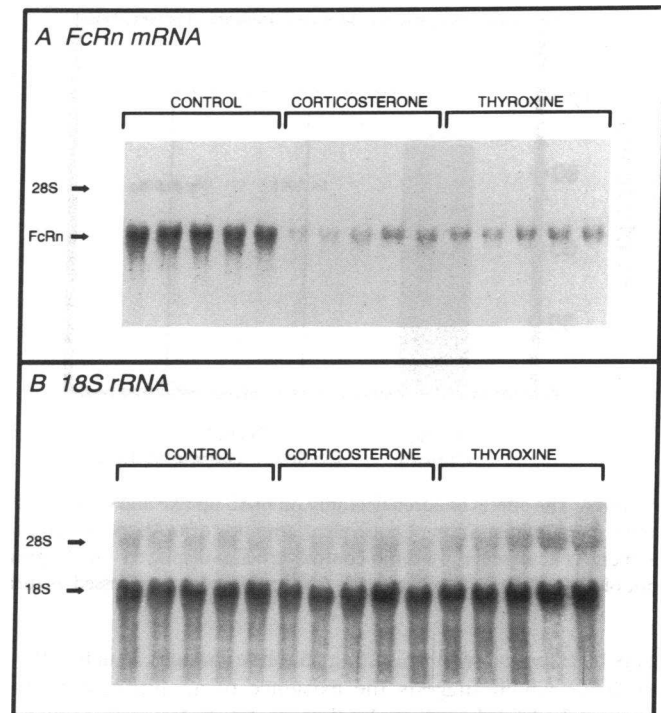 A FcRn mRNA
CONTROL CORTICOSTERONE THYROXINE
28S
FcRn
B 18S rRNA
CONTROL CORTICOSTERONE THYROXINE
28S
18S